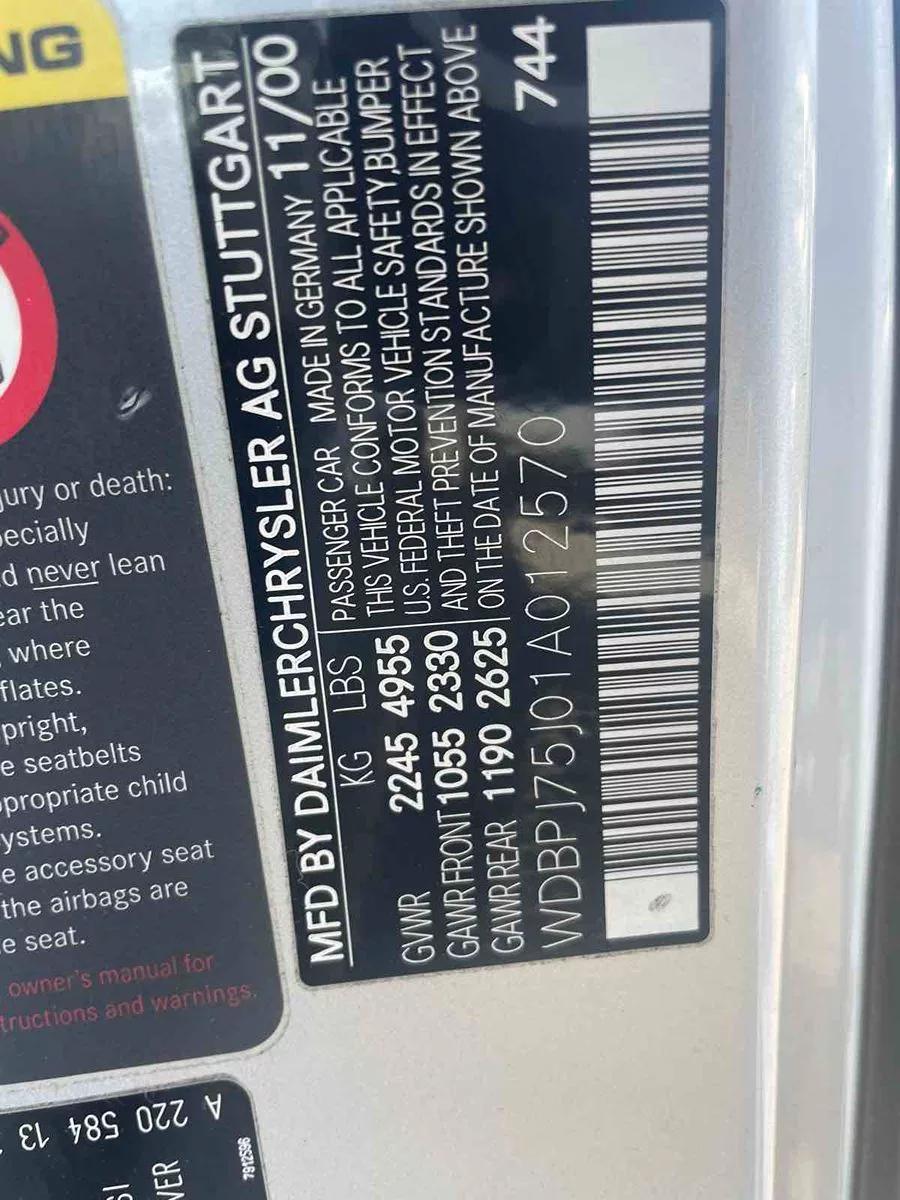 NG
jury or death:
ecially
d never lean
ear the
where
flates.
pright,
e seatbelts
propriate child
ystems.
e accessory seat
the airbags are
e seat.
owner's manual for
tructions and warnings.
MFD BY DAIMLERCHRYSLER AG STUTTGART
KG LBS PASSENGER CAR MADE IN GERMANY 11/00
GVWR 2245 4955 THIS VEHICLE CONFORMS TO ALL APPLICABLE
GAWR FRONT 1055 2330 U.S. FEDERAL MOTOR VEHICLE SAFETY,BUMPER
GAWR REAR 1190 2625 AND THEFT PREVENTION STANDARDS IN EFFECT
ON THE DATE OF MANUFACTURE SHOWN ABOVE
WDBPJ75J01A012570 744
A 220 584 13
7912596
VER